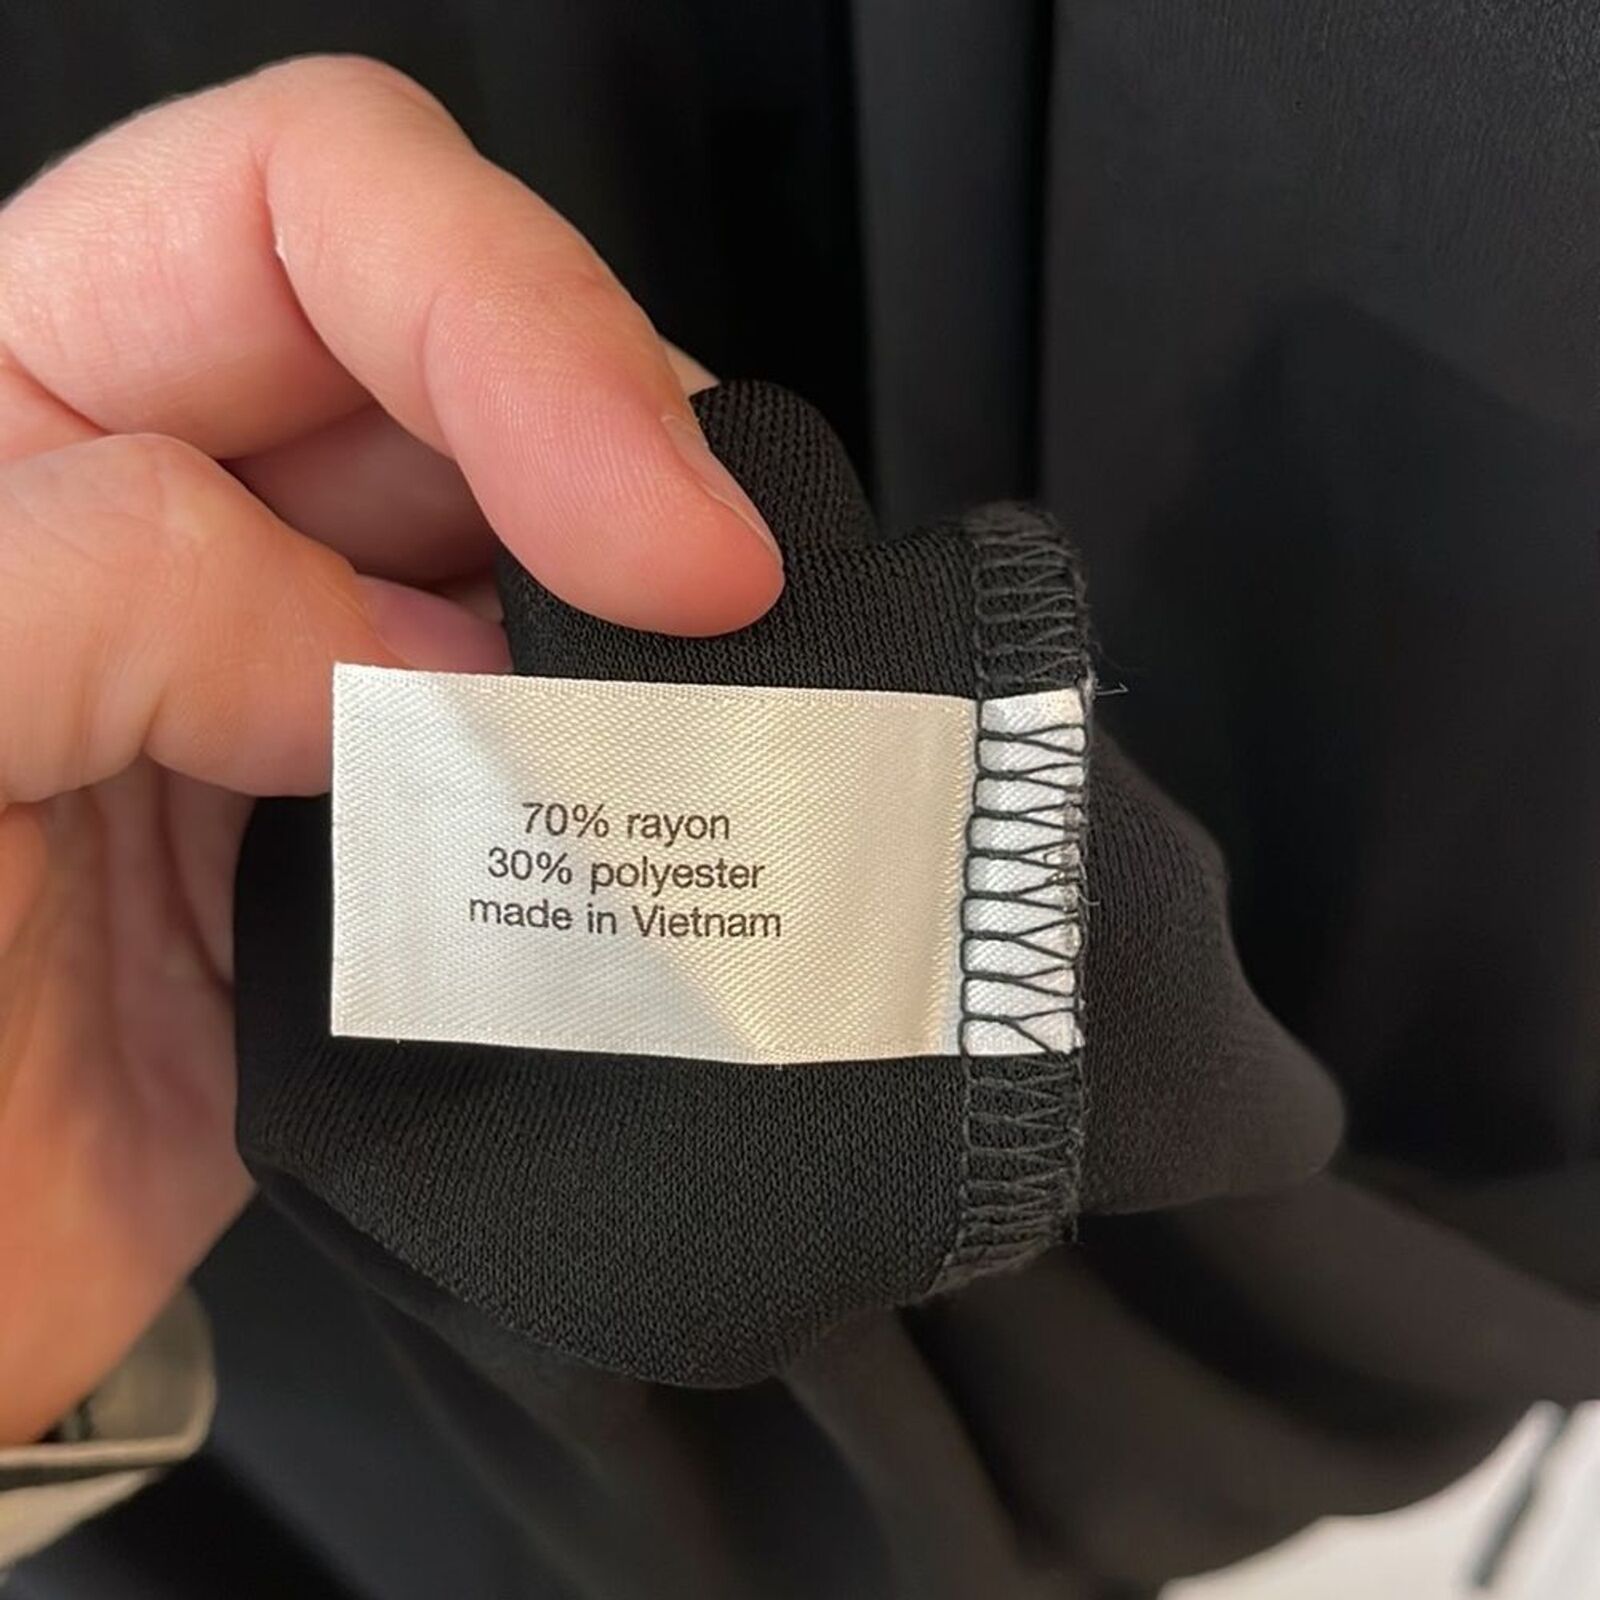 70% rayon
30% polyester
made in Vietnam